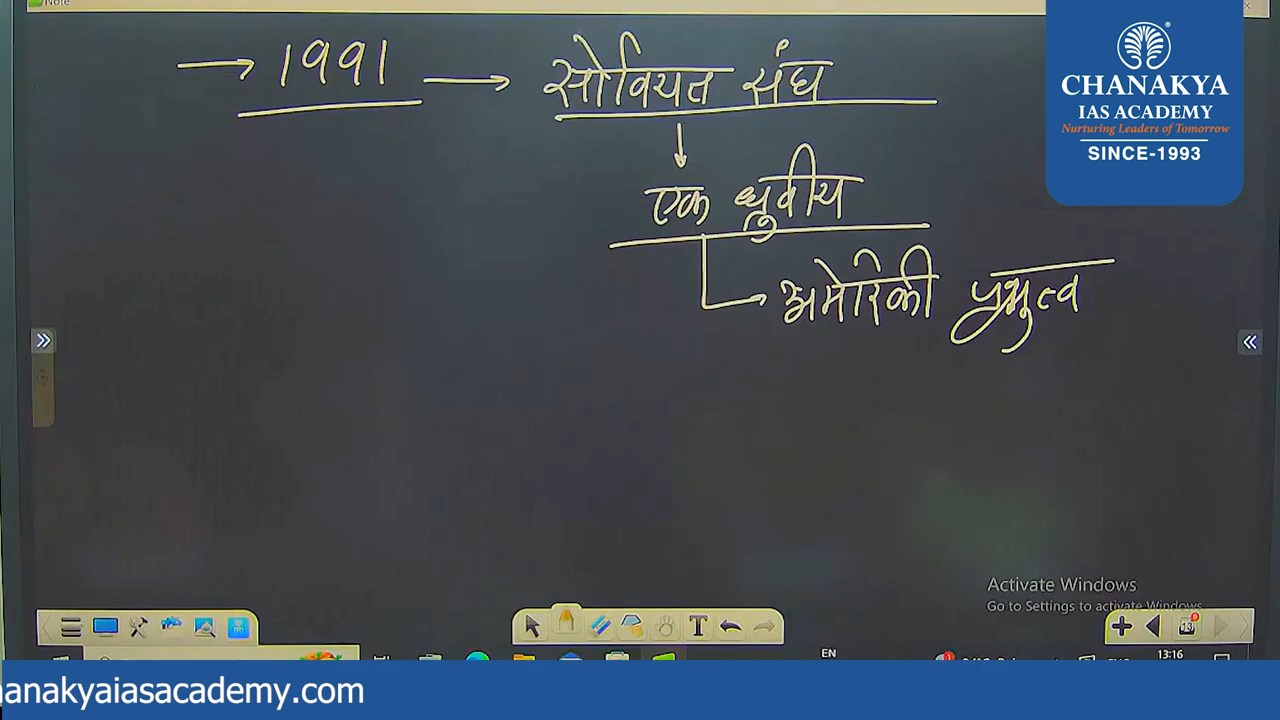 Note
→ 1991 → सोवियत संघ
↓
एक ध्रुवीय
→ अमेरिकी प्रभुत्व
CHANAKYA
IAS ACADEMY
Nurturing Leaders of Tomorrow
SINCE-1993
Activate Windows
Go to Settings to activate Windows.
EN
13:16
anakyaiasacademy.com